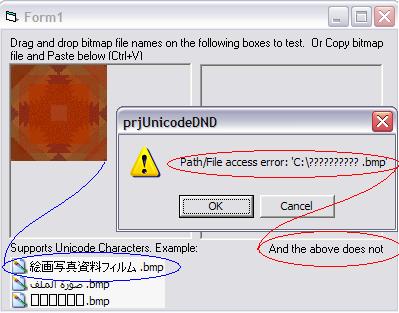 Form1
Drag and drop bitmap file names on the following boxes to test. Or Copy bitmap
file and Paste below (Ctrl+V)
prjUnicodeDND
Path/File access error: 'C:\?????????? .bmp
OK
Cancel
Supports Unicode Characters. Example:
And the above does not
絵画写真資料フィルム .bmp
صورة الملف .bmp
□□□□□□ .bmp